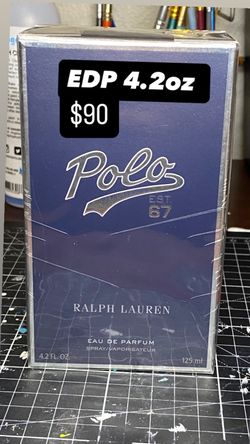 EDP 4.2oz
$90
Polo
EST.
67
RALPH LAUREN
EAU DE PARFUM
SPRAY/VAPORISATEUR
4.2 FL. OZ 125 ml